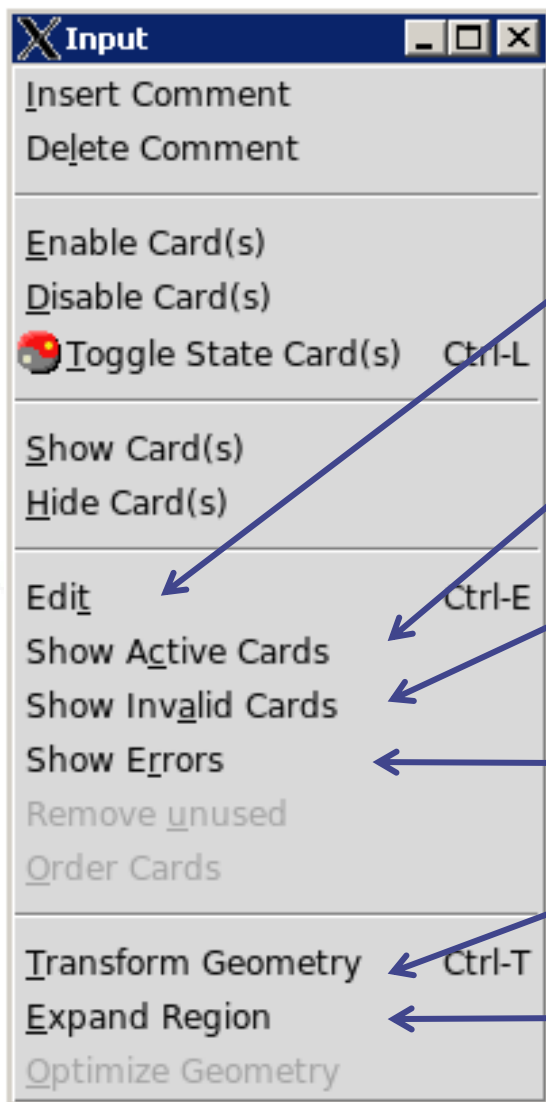 Input
Insert Comment
Delete Comment
Enable Card(s)
Disable Card(s)
Toggle State Card(s) Ctrl-L
Show Card(s)
Hide Card(s)
Edit Ctrl-E
Show Active Cards
Show Invalid Cards
Show Errors
Remove unused
Order Cards
Transform Geometry Ctrl-T
Expand Region
Optimize Geometry